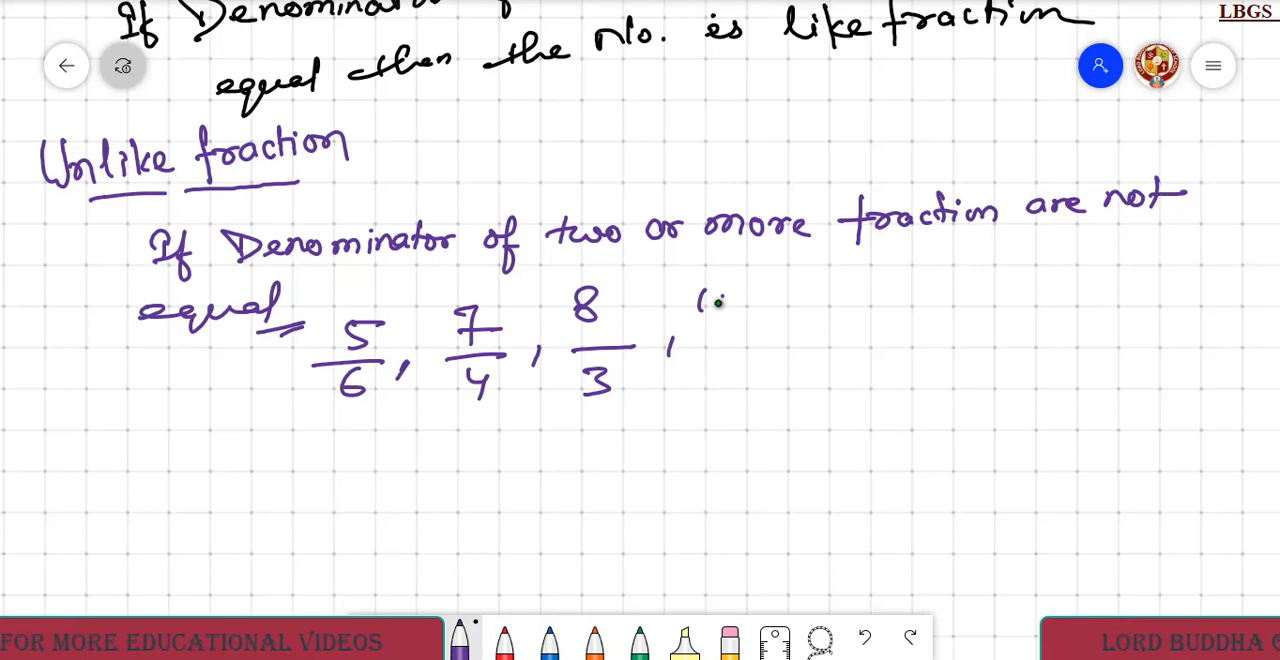 LBGS
If Denominator of
equal then the No. is like fraction
Unlike fraction
If Denominator of two or more fraction are not
equal 5/6, 7/4, 8/3,
FOR MORE EDUCATIONAL VIDEOS
LORD BUDDHA